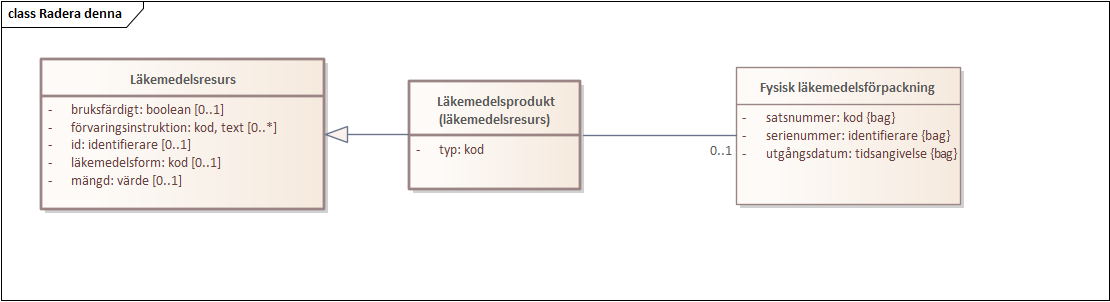 class Radera denna
Läkemedelsresurs
- bruksfärdigt: boolean [0..1]
- förvaringsinstruktion: kod, text [0..*]
- id: identifierare [0..1]
- läkemedelsform: kod [0..1]
- mängd: värde [0..1]
Läkemedelsprodukt
(läkemedelsresurs)
- typ: kod
0..1
Fysisk läkemedelsförpackning
- satsnummer: kod {bag}
- serienummer: identifierare {bag}
- utgångsdatum: tidsangivelse {bag}